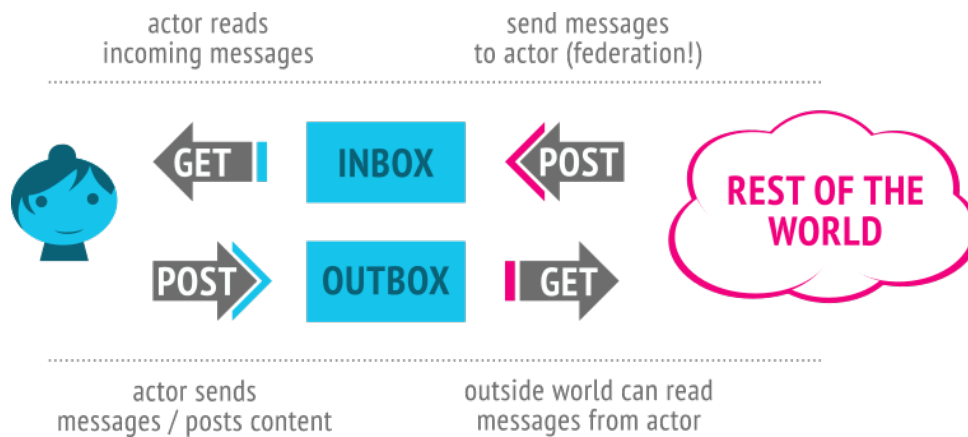 actor reads
incoming messages
send messages
to actor (federation!)
GET
INBOX
POST
REST OF THE
WORLD
POST
OUTBOX
GET
actor sends
messages / posts content
outside world can read
messages from actor